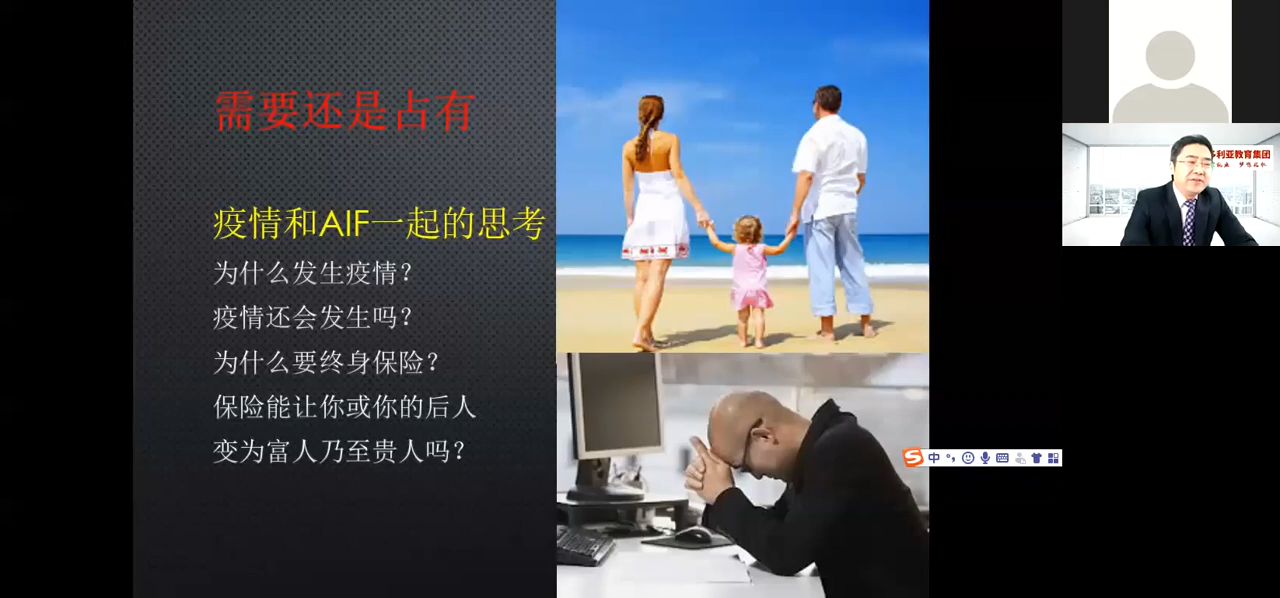 需要还是占有
疫情和AIF一起的思考
为什么发生疫情？
疫情还会发生吗？
为什么要终身保险？
保险能让你或你的后人
变为富人乃至贵人吗？
利亚教育集团
中